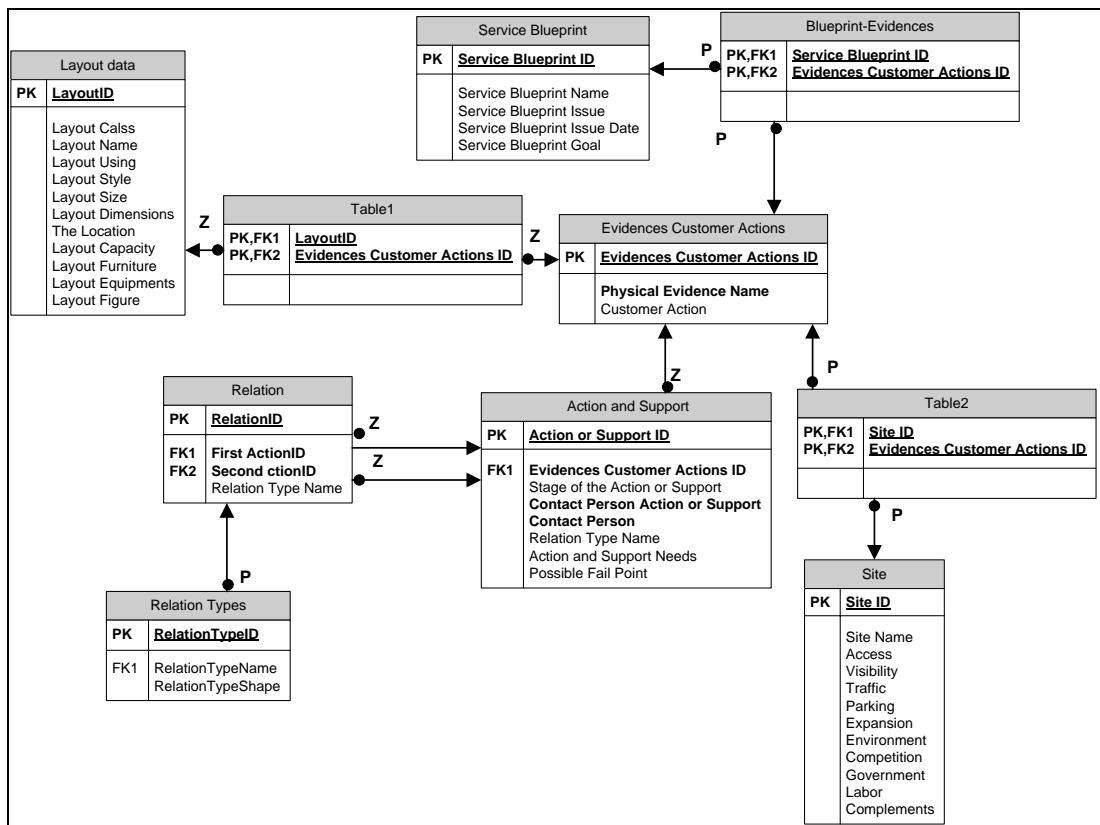 Service Blueprint
PK Service Blueprint ID
Service Blueprint Name
Service Blueprint Issue
Service Blueprint Issue Date
Service Blueprint Goal
P
Blueprint-Evidences
PK,FK1 Service Blueprint ID
PK,FK2 Evidences Customer Actions ID
P
Layout data
PK LayoutID
Layout Calss
Layout Name
Layout Using
Layout Style
Layout Size
Layout Dimensions
The Location
Layout Capacity
Layout Furniture
Layout Equipments
Layout Figure
Z
Table1
PK,FK1 LayoutID
PK,FK2 Evidences Customer Actions ID
Z
Evidences Customer Actions
PK Evidences Customer Actions ID
Physical Evidence Name
Customer Action
Z
P
Relation
PK RelationID
FK1 First ActionID
FK2 Second ctionID
Relation Type Name
Z
Z
Action and Support
PK Action or Support ID
FK1 Evidences Customer Actions ID
Stage of the Action or Support
Contact Person Action or Support
Contact Person
Relation Type Name
Action and Support Needs
Possible Fail Point
Table2
PK,FK1 Site ID
PK,FK2 Evidences Customer Actions ID
P
P
Relation Types
PK RelationTypeID
FK1 RelationTypeName
RelationTypeShape
Site
PK Site ID
Site Name
Access
Visibility
Traffic
Parking
Expansion
Environment
Competition
Government
Labor
Complements